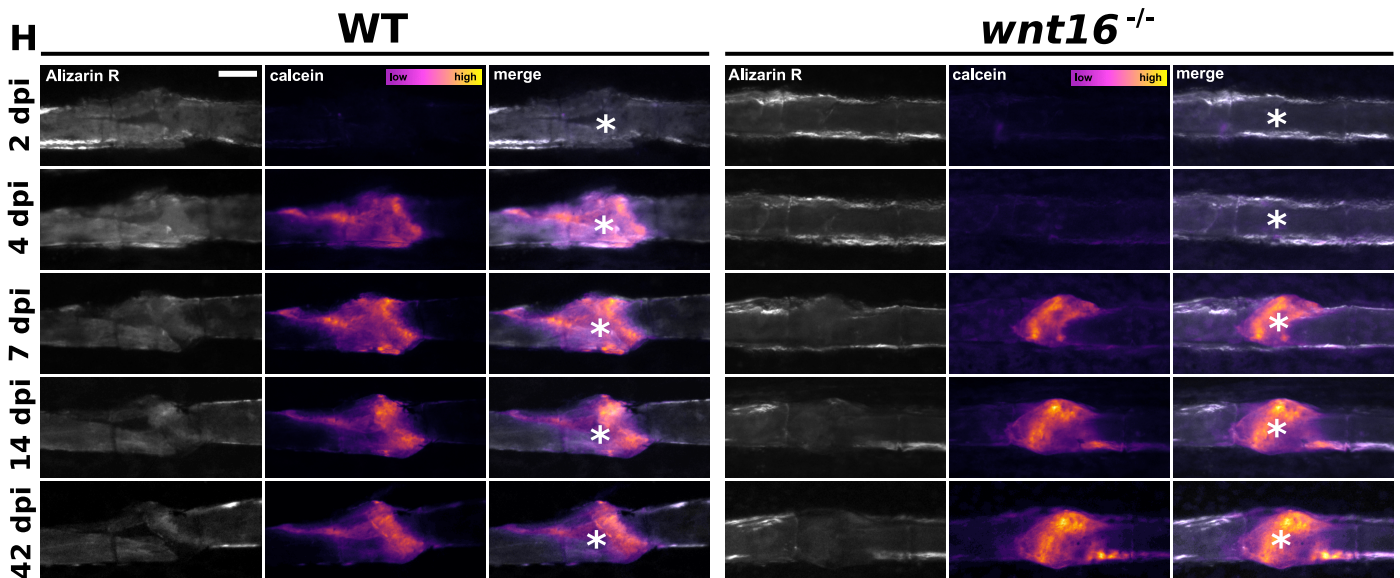 H
WT
wnt16 -/-
Alizarin R
calcein
low
high
merge
Alizarin R
calcein
low
high
merge
2 dpi
*
*
4 dpi
*
*
7 dpi
*
*
14 dpi
*
*
42 dpi
*
*